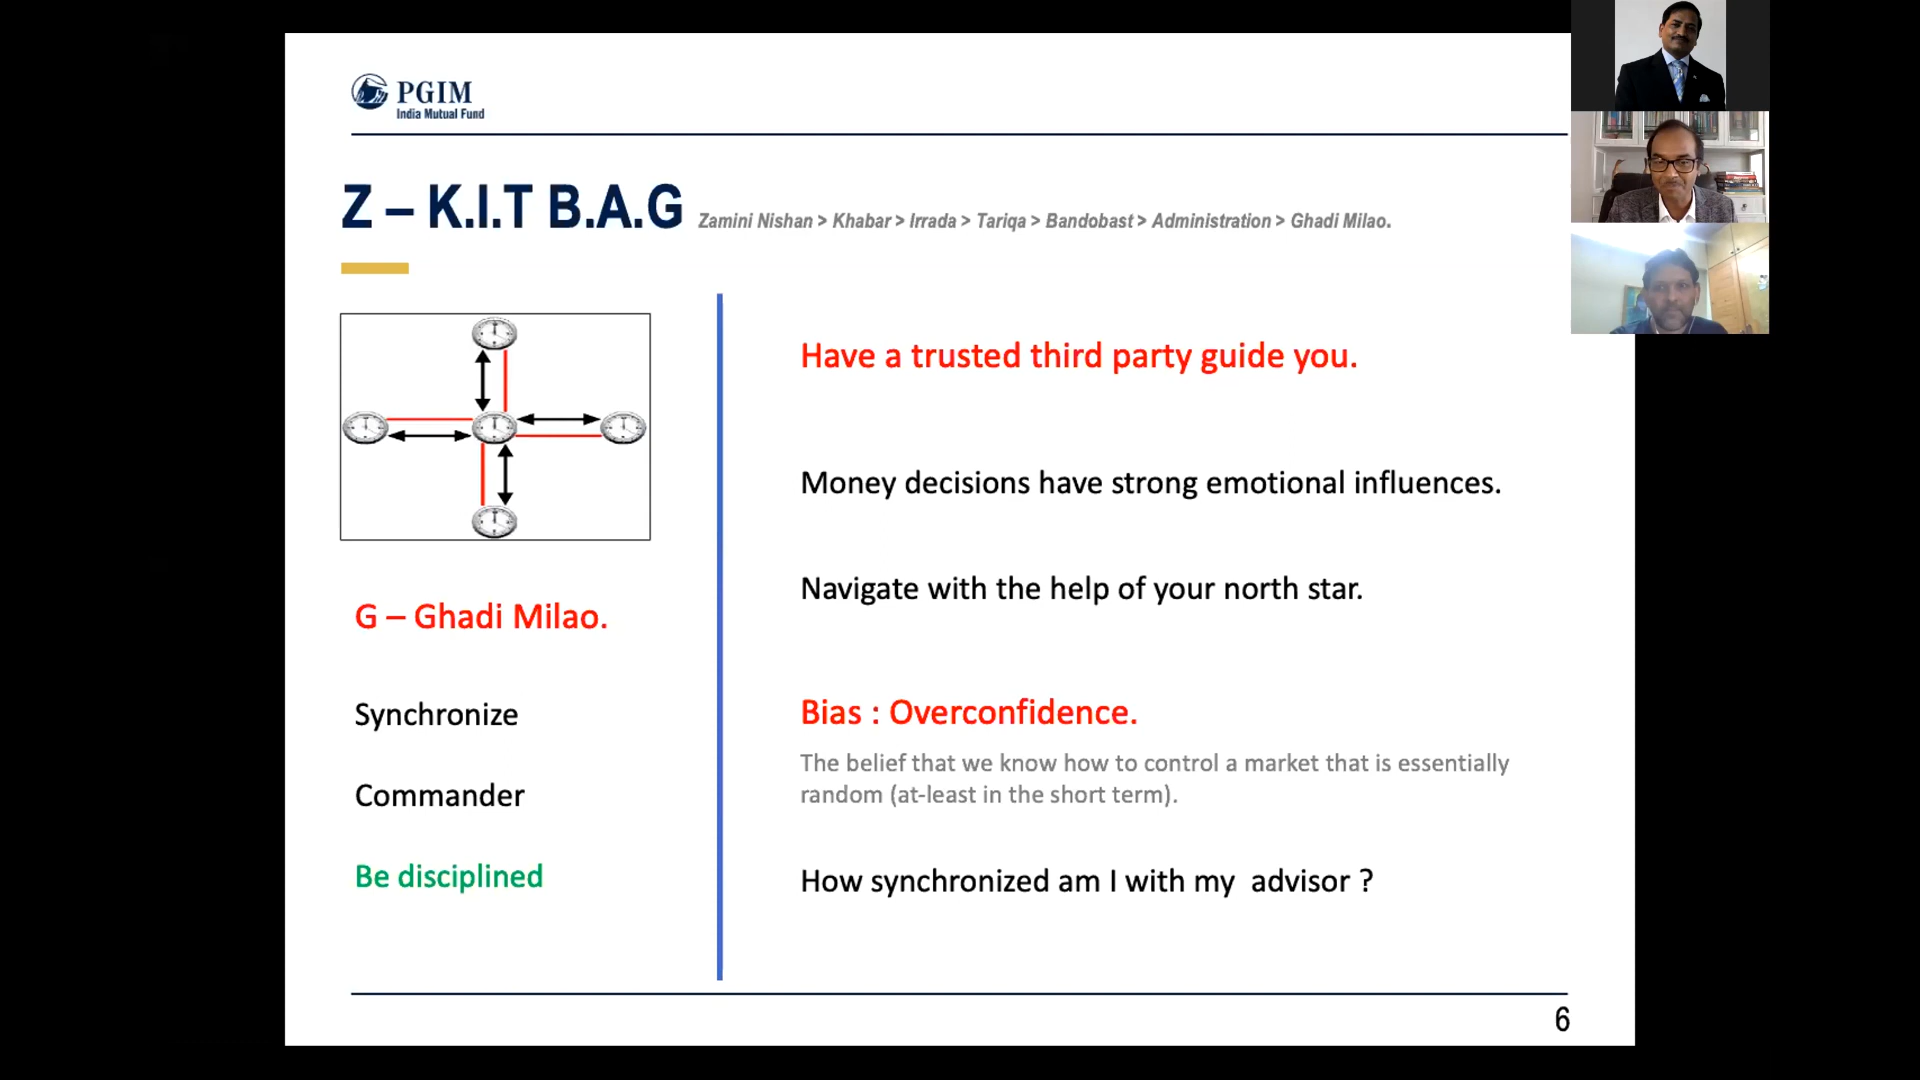 PGIM
India Mutual Fund
Z – K.I.T B.A.G Zamini Nishan > Khabar > Irrada > Tariqa > Bandobast > Administration > Ghadi Milao.
G – Ghadi Milao.
Synchronize
Commander
Be disciplined
Have a trusted third party guide you.
Money decisions have strong emotional influences.
Navigate with the help of your north star.
Bias : Overconfidence.
The belief that we know how to control a market that is essentially
random (at-least in the short term).
How synchronized am I with my  advisor ?
6